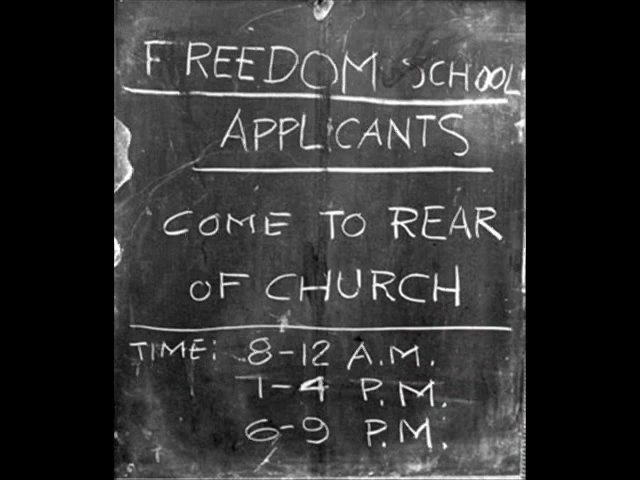 FREEDOM SCHOOL
APPLICANTS
COME TO REAR
OF CHURCH
TIME: 8-12 A.M.
1-4 P.M.
6-9 P.M.